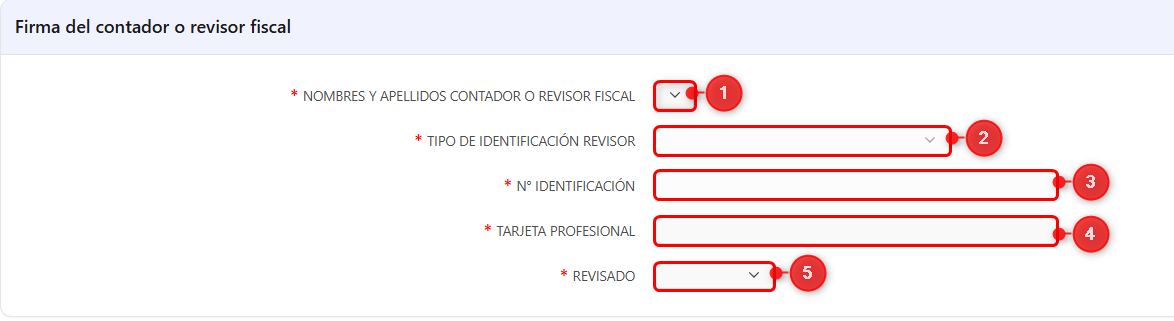 Firma del contador o revisor fiscal
* NOMBRES Y APELLIDOS CONTADOR O REVISOR FISCAL 1
* TIPO DE IDENTIFICACIÓN REVISOR 2
* N° IDENTIFICACIÓN 3
* TARJETA PROFESIONAL 4
* REVISADO 5